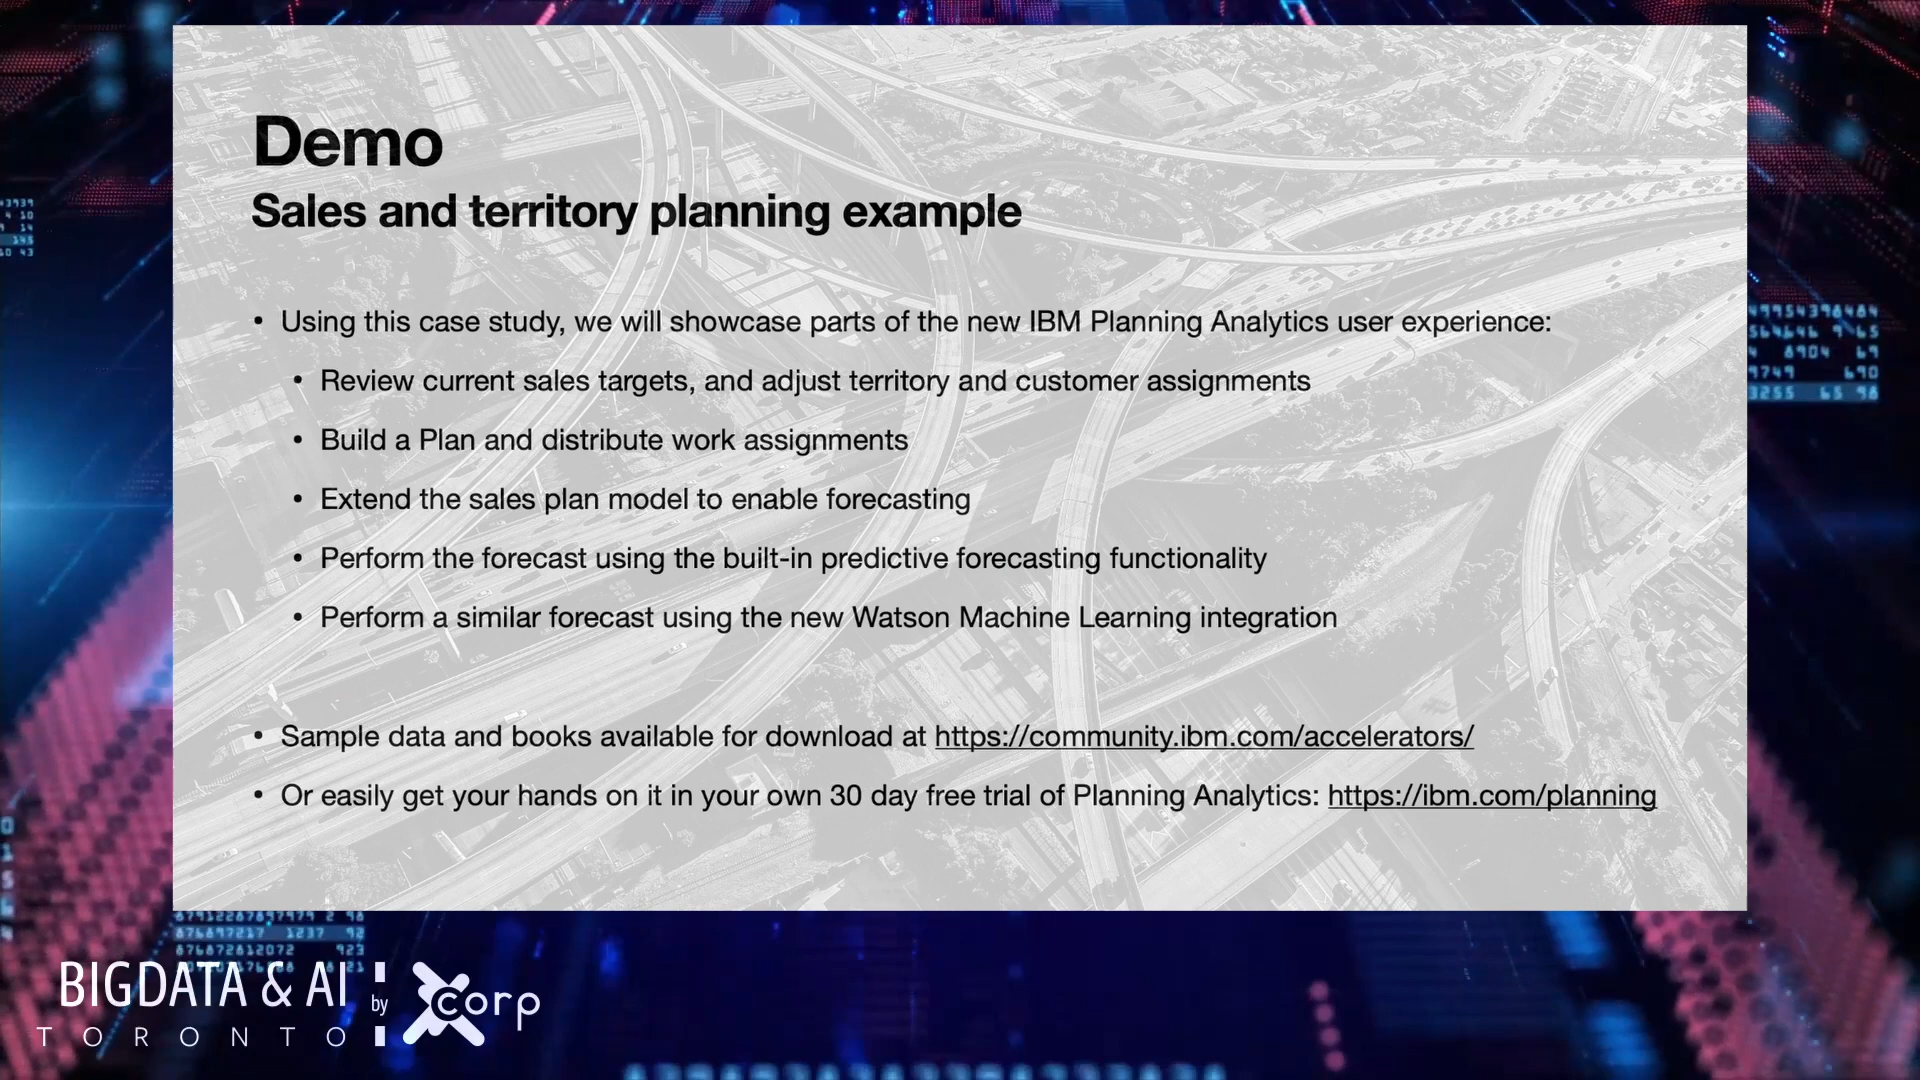 Demo
Sales and territory planning example
• Using this case study, we will showcase parts of the new IBM Planning Analytics user experience:
• Review current sales targets, and adjust territory and customer assignments
• Build a Plan and distribute work assignments
• Extend the sales plan model to enable forecasting
• Perform the forecast using the built-in predictive forecasting functionality
• Perform a similar forecast using the new Watson Machine Learning integration
• Sample data and books available for download at https://community.ibm.com/accelerators/
• Or easily get your hands on it in your own 30 day free trial of Planning Analytics: https://ibm.com/planning
BIGDATA & AI
TORONTO
by
corp